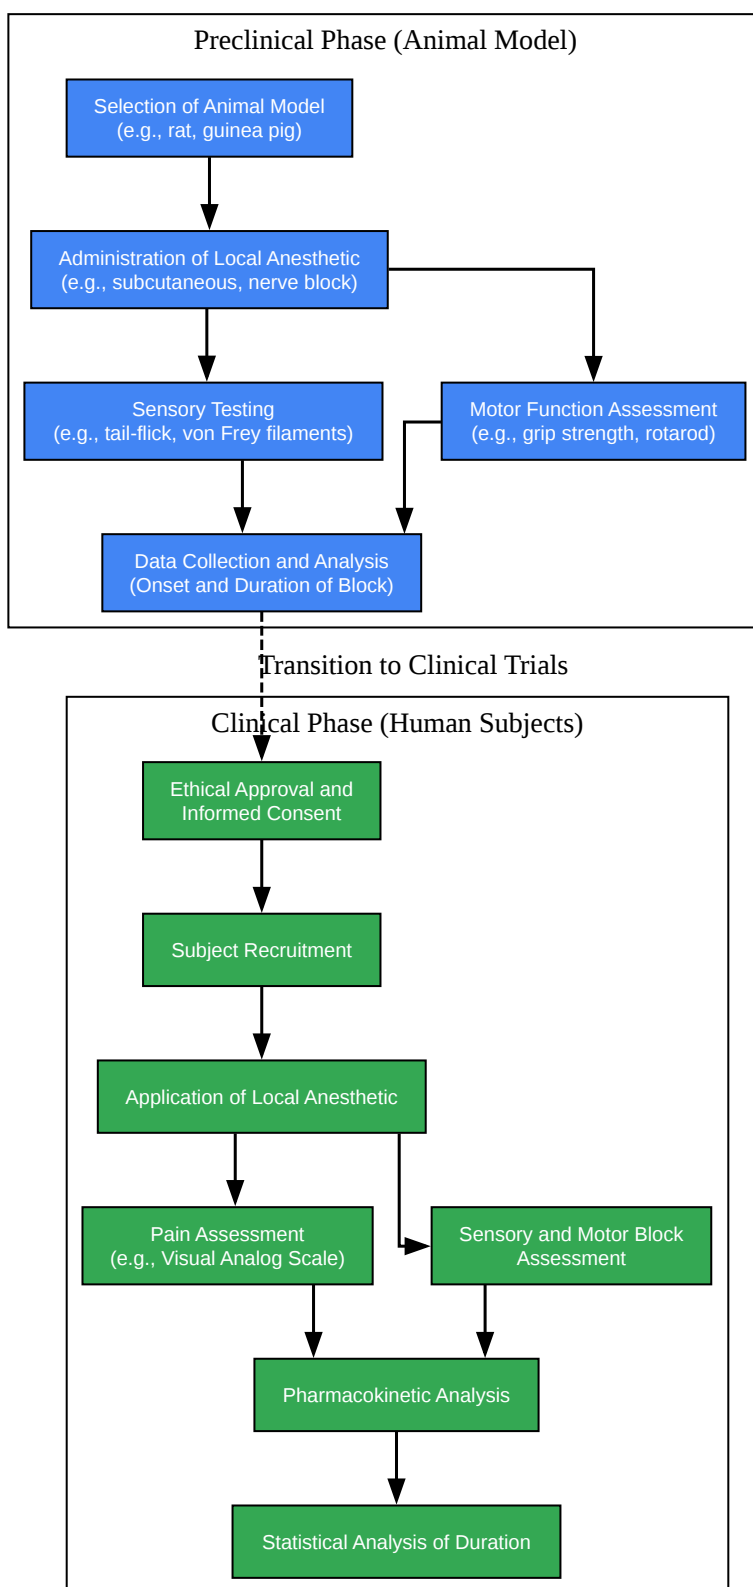 Preclinical Phase (Animal Model)
Selection of Animal Model
(e.g., rat, guinea pig)
Administration of Local Anesthetic
(e.g., subcutaneous, nerve block)
Sensory Testing
(e.g., tail-flick, von Frey filaments)
Motor Function Assessment
(e.g., grip strength, rotarod)
Data Collection and Analysis
(Onset and Duration of Block)
Transition to Clinical Trials
Clinical Phase (Human Subjects)
Ethical Approval and
Informed Consent
Subject Recruitment
Application of Local Anesthetic
Pain Assessment
(e.g., Visual Analog Scale)
Sensory and Motor Block
Assessment
Pharmacokinetic Analysis
Statistical Analysis of Duration